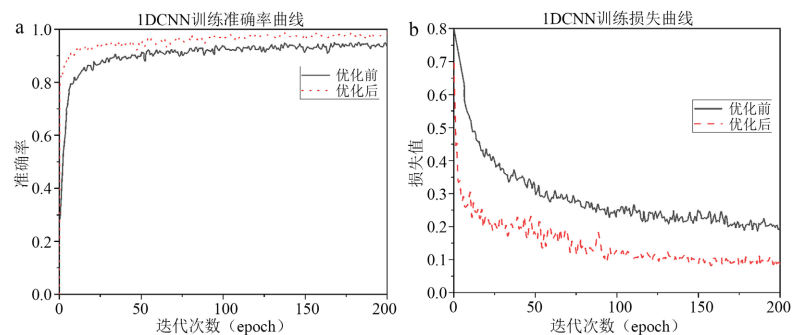 a
1DCNN训练准确率曲线
1.0
0.8
0.6
0.4
0.2
0.0
准确率
优化前
优化后
0
50
100
150
200
迭代次数（epoch）
b
1DCNN训练损失曲线
0.8
0.7
0.6
0.5
0.4
0.3
0.2
0.1
0.0
损失值
优化前
优化后
0
50
100
150
200
迭代次数（epoch）